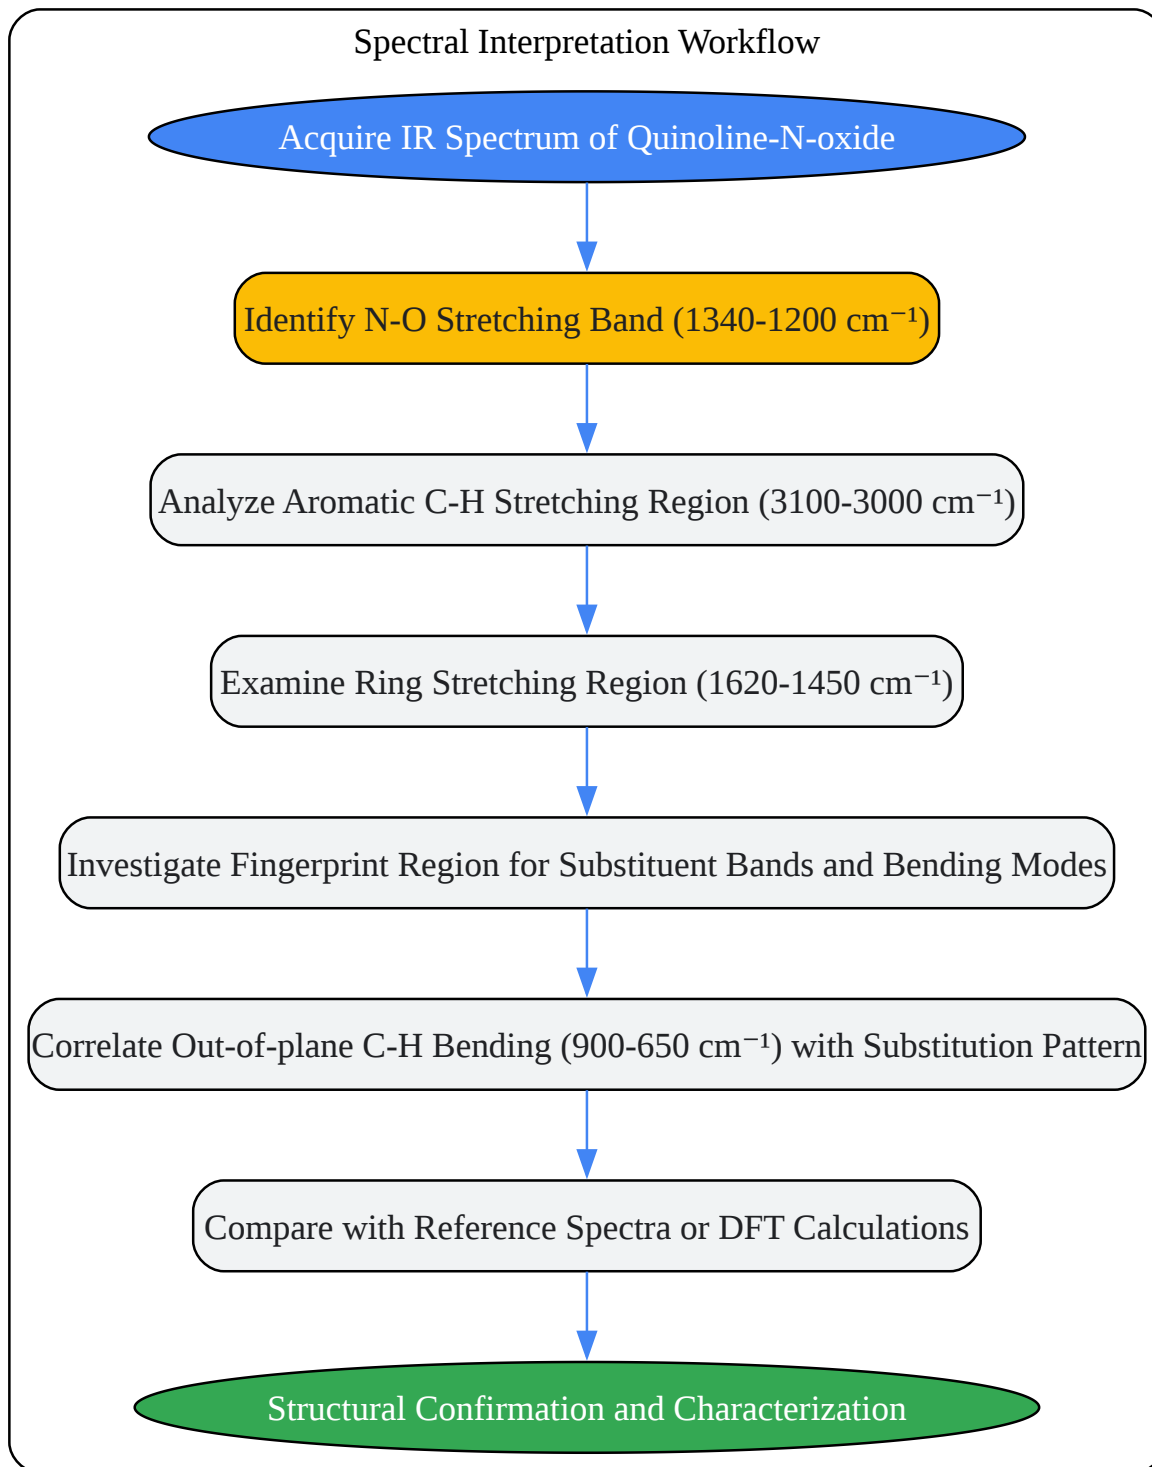 Spectral Interpretation Workflow
Acquire IR Spectrum of Quinoline-N-oxide
Identify N-O Stretching Band (1340-1200 cm⁻¹)
Analyze Aromatic C-H Stretching Region (3100-3000 cm⁻¹)
Examine Ring Stretching Region (1620-1450 cm⁻¹)
Investigate Fingerprint Region for Substituent Bands and Bending Modes
Correlate Out-of-plane C-H Bending (900-650 cm⁻¹) with Substitution Pattern
Compare with Reference Spectra or DFT Calculations
Structural Confirmation and Characterization